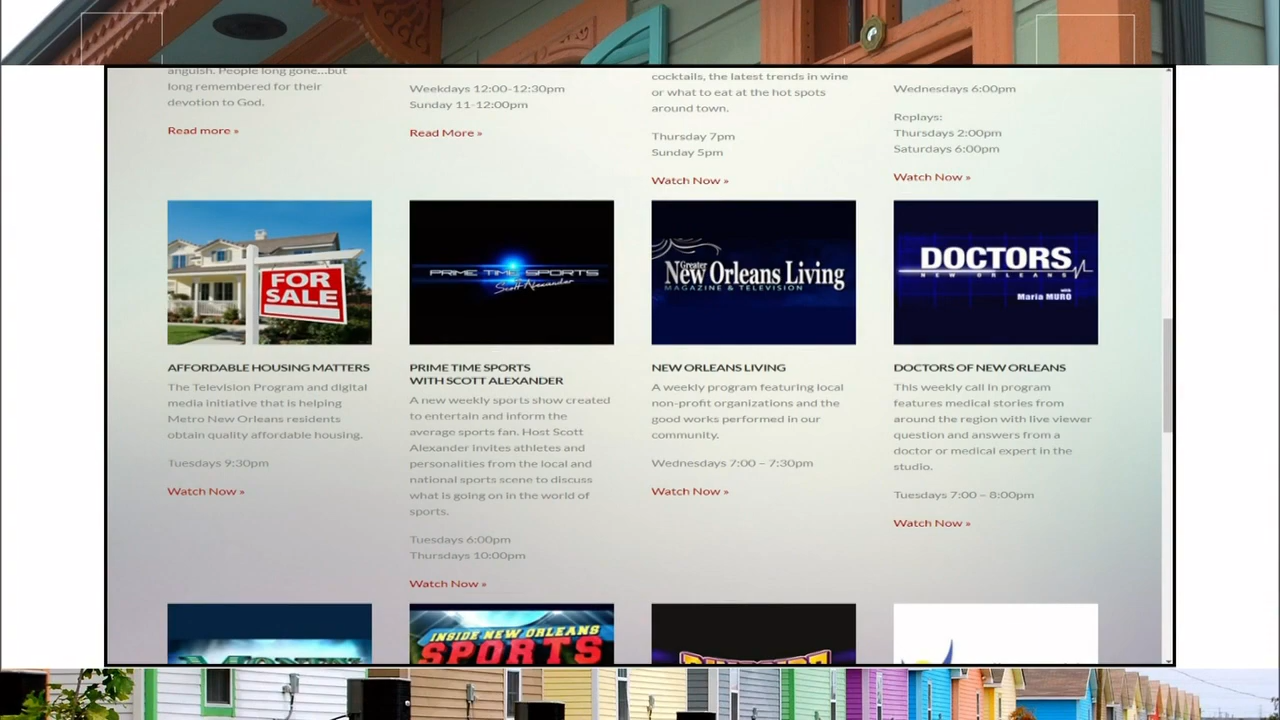 anguish. People long gone...but
long remembered for their
devotion to God.
Read more »
Weekdays 12:00-12:30pm
Sunday 11-12:00pm
Read More »
cocktails, the latest trends in wine
or what to eat at the hot spots
around town.
Thursday 7pm
Sunday 5pm
Watch Now »
Wednesdays 6:00pm
Replays:
Thursdays 2:00pm
Saturdays 6:00pm
Watch Now »
FOR
SALE
AFFORDABLE HOUSING MATTERS
The Television Program and digital
media initiative that is helping
Metro New Orleans residents
obtain quality affordable housing.
Tuesdays 9:30pm
Watch Now »
PRIME TIME SPORTS
Scott Alexander
PRIME TIME SPORTS
WITH SCOTT ALEXANDER
A new weekly sports show created
to entertain and inform the
average sports fan. Host Scott
Alexander invites athletes and
personalities from the local and
national sports scene to discuss
what is going on in the world of
sports.
Tuesdays 6:00pm
Thursdays 10:00pm
Watch Now »
Greater
New Orleans Living
MAGAZINE & TELEVISION
NEW ORLEANS LIVING
A weekly program featuring local
non-profit organizations and the
good works performed in our
community.
Wednesdays 7:00 – 7:30pm
Watch Now »
DOCTORS
NEW ORLEANS
with
Maria MURO
DOCTORS OF NEW ORLEANS
This weekly call in program
features medical stories from
around the region with live viewer
question and answers from a
doctor or medical expert in the
studio.
Tuesdays 7:00 – 8:00pm
Watch Now »
INSIDE NEW ORLEANS
SPORTS